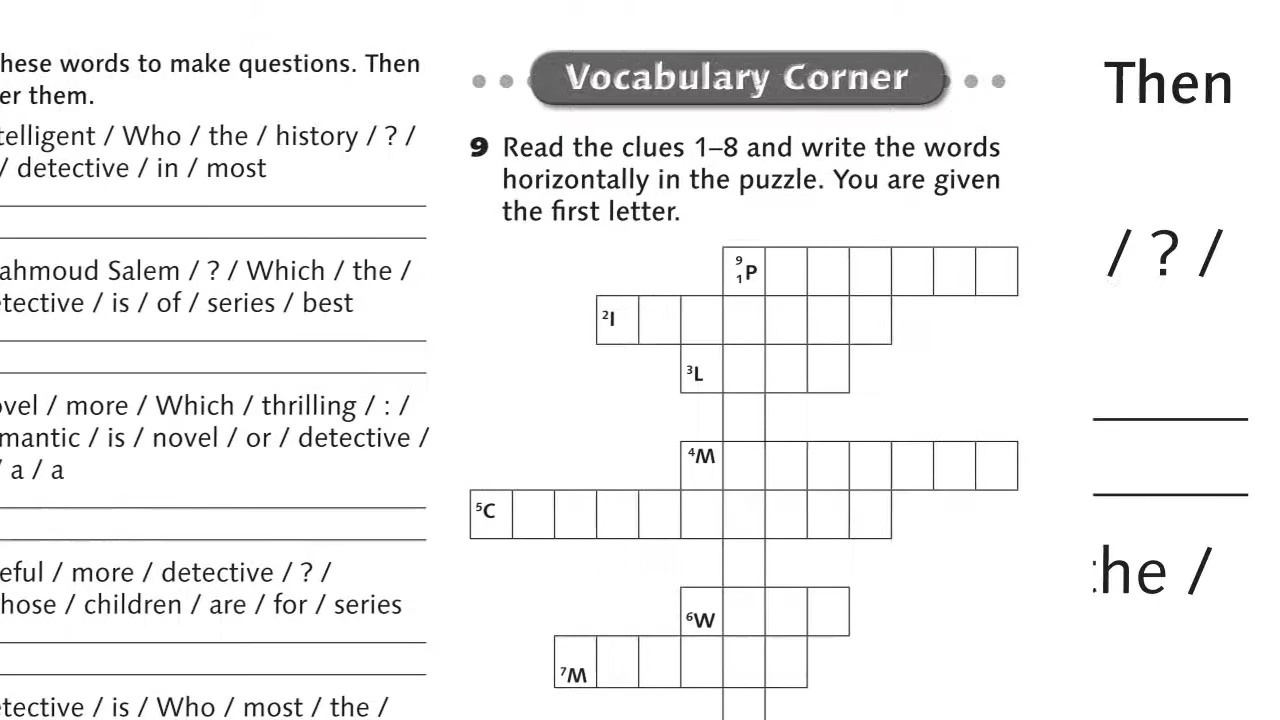 hese words to make questions. Then
er them.
telligent / Who / the / history / ? /
/ detective / in / most
ahmoud Salem / ? / Which / the /
etective / is / of / series / best
ovel / more / Which / thrilling / : /
mantic / is / novel / or / detective /
/ a / a
eful / more / detective / ? /
hose / children / are / for / series
etective / is / Who / most / the /
Vocabulary Corner
9 Read the clues 1–8 and write the words
horizontally in the puzzle. You are given
the first letter.
9
1P
2I
3L
4M
5C
6W
7M
Then
/ ? /
he /